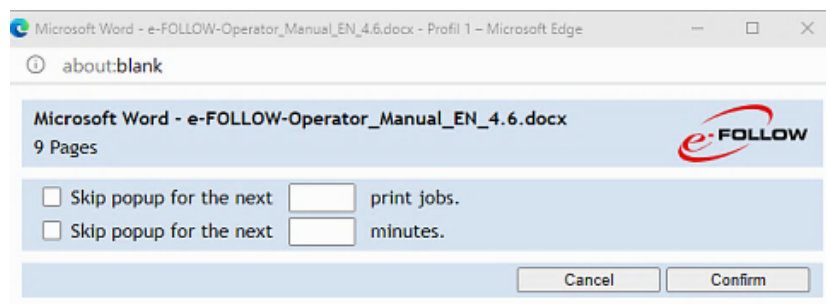 Microsoft Word - e-FOLLOW-Operator_Manual_EN_4.6.docx - Profil 1 – Microsoft Edge
about:blank
Microsoft Word - e-FOLLOW-Operator_Manual_EN_4.6.docx
9 Pages
e-FOLLOW
Skip popup for the next print jobs.
Skip popup for the next minutes.
Cancel Confirm